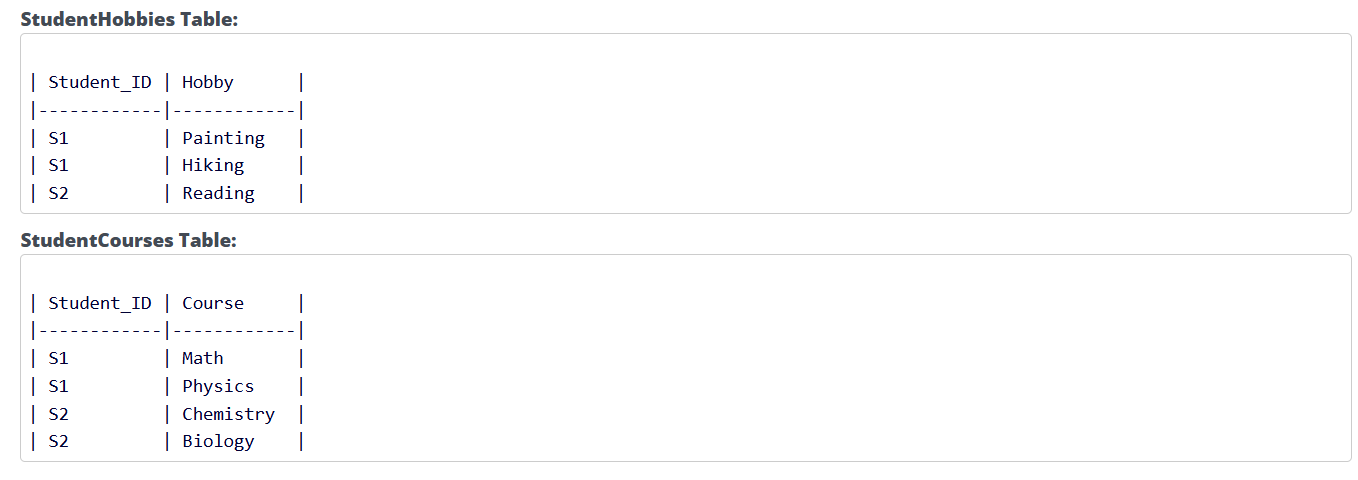 StudentHobbies Table:
| Student_ID | Hobby      |
|------------|------------|
| S1         | Painting   |
| S1         | Hiking     |
| S2         | Reading    |
StudentCourses Table:
| Student_ID | Course     |
|------------|------------|
| S1         | Math       |
| S1         | Physics    |
| S2         | Chemistry  |
| S2         | Biology    |